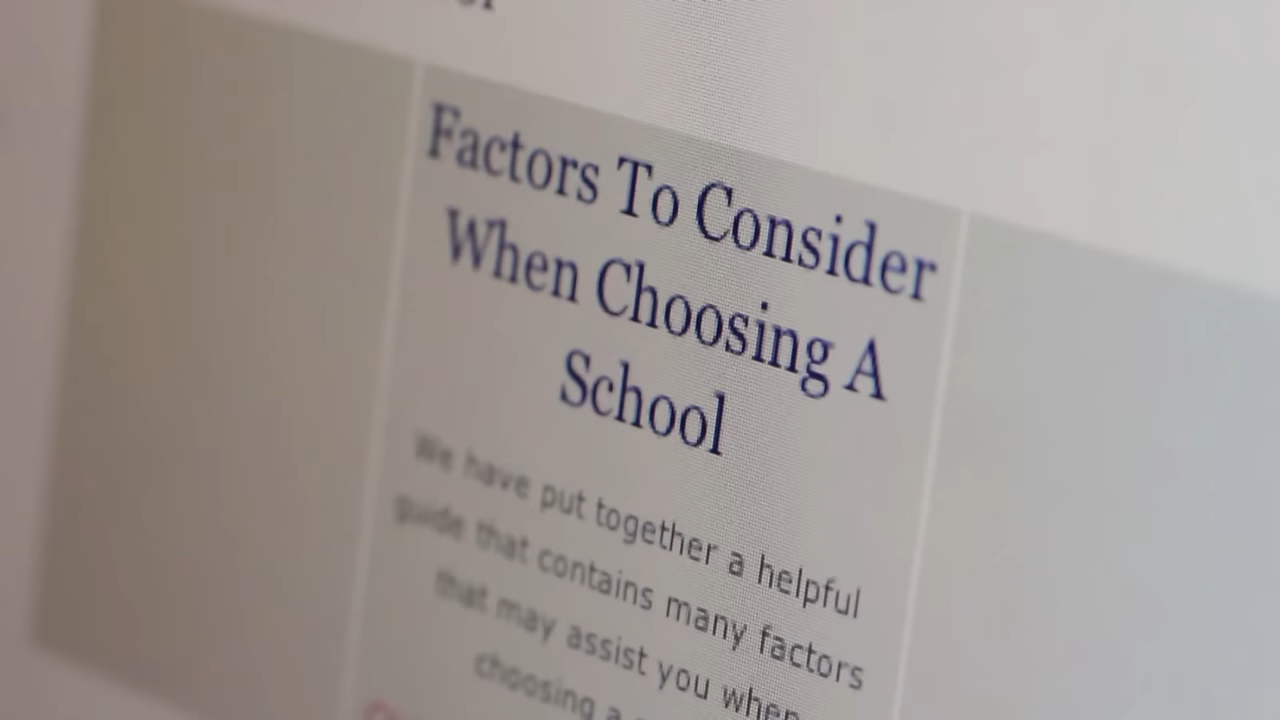 Factors To Consider
When Choosing A
School
We have put together a helpful
guide that contains many factors
that may assist you when
choosing a